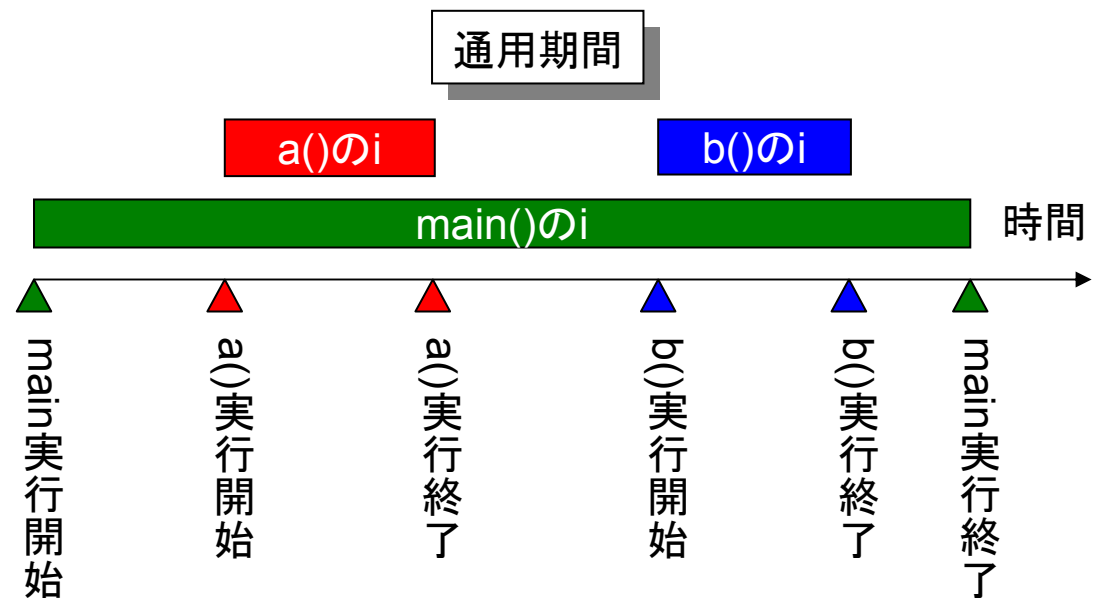 通用期間
a()のi
b()のi
main()のi
時間
main実行開始
a()実行開始
a()実行終了
b()実行開始
b()実行終了
main実行終了